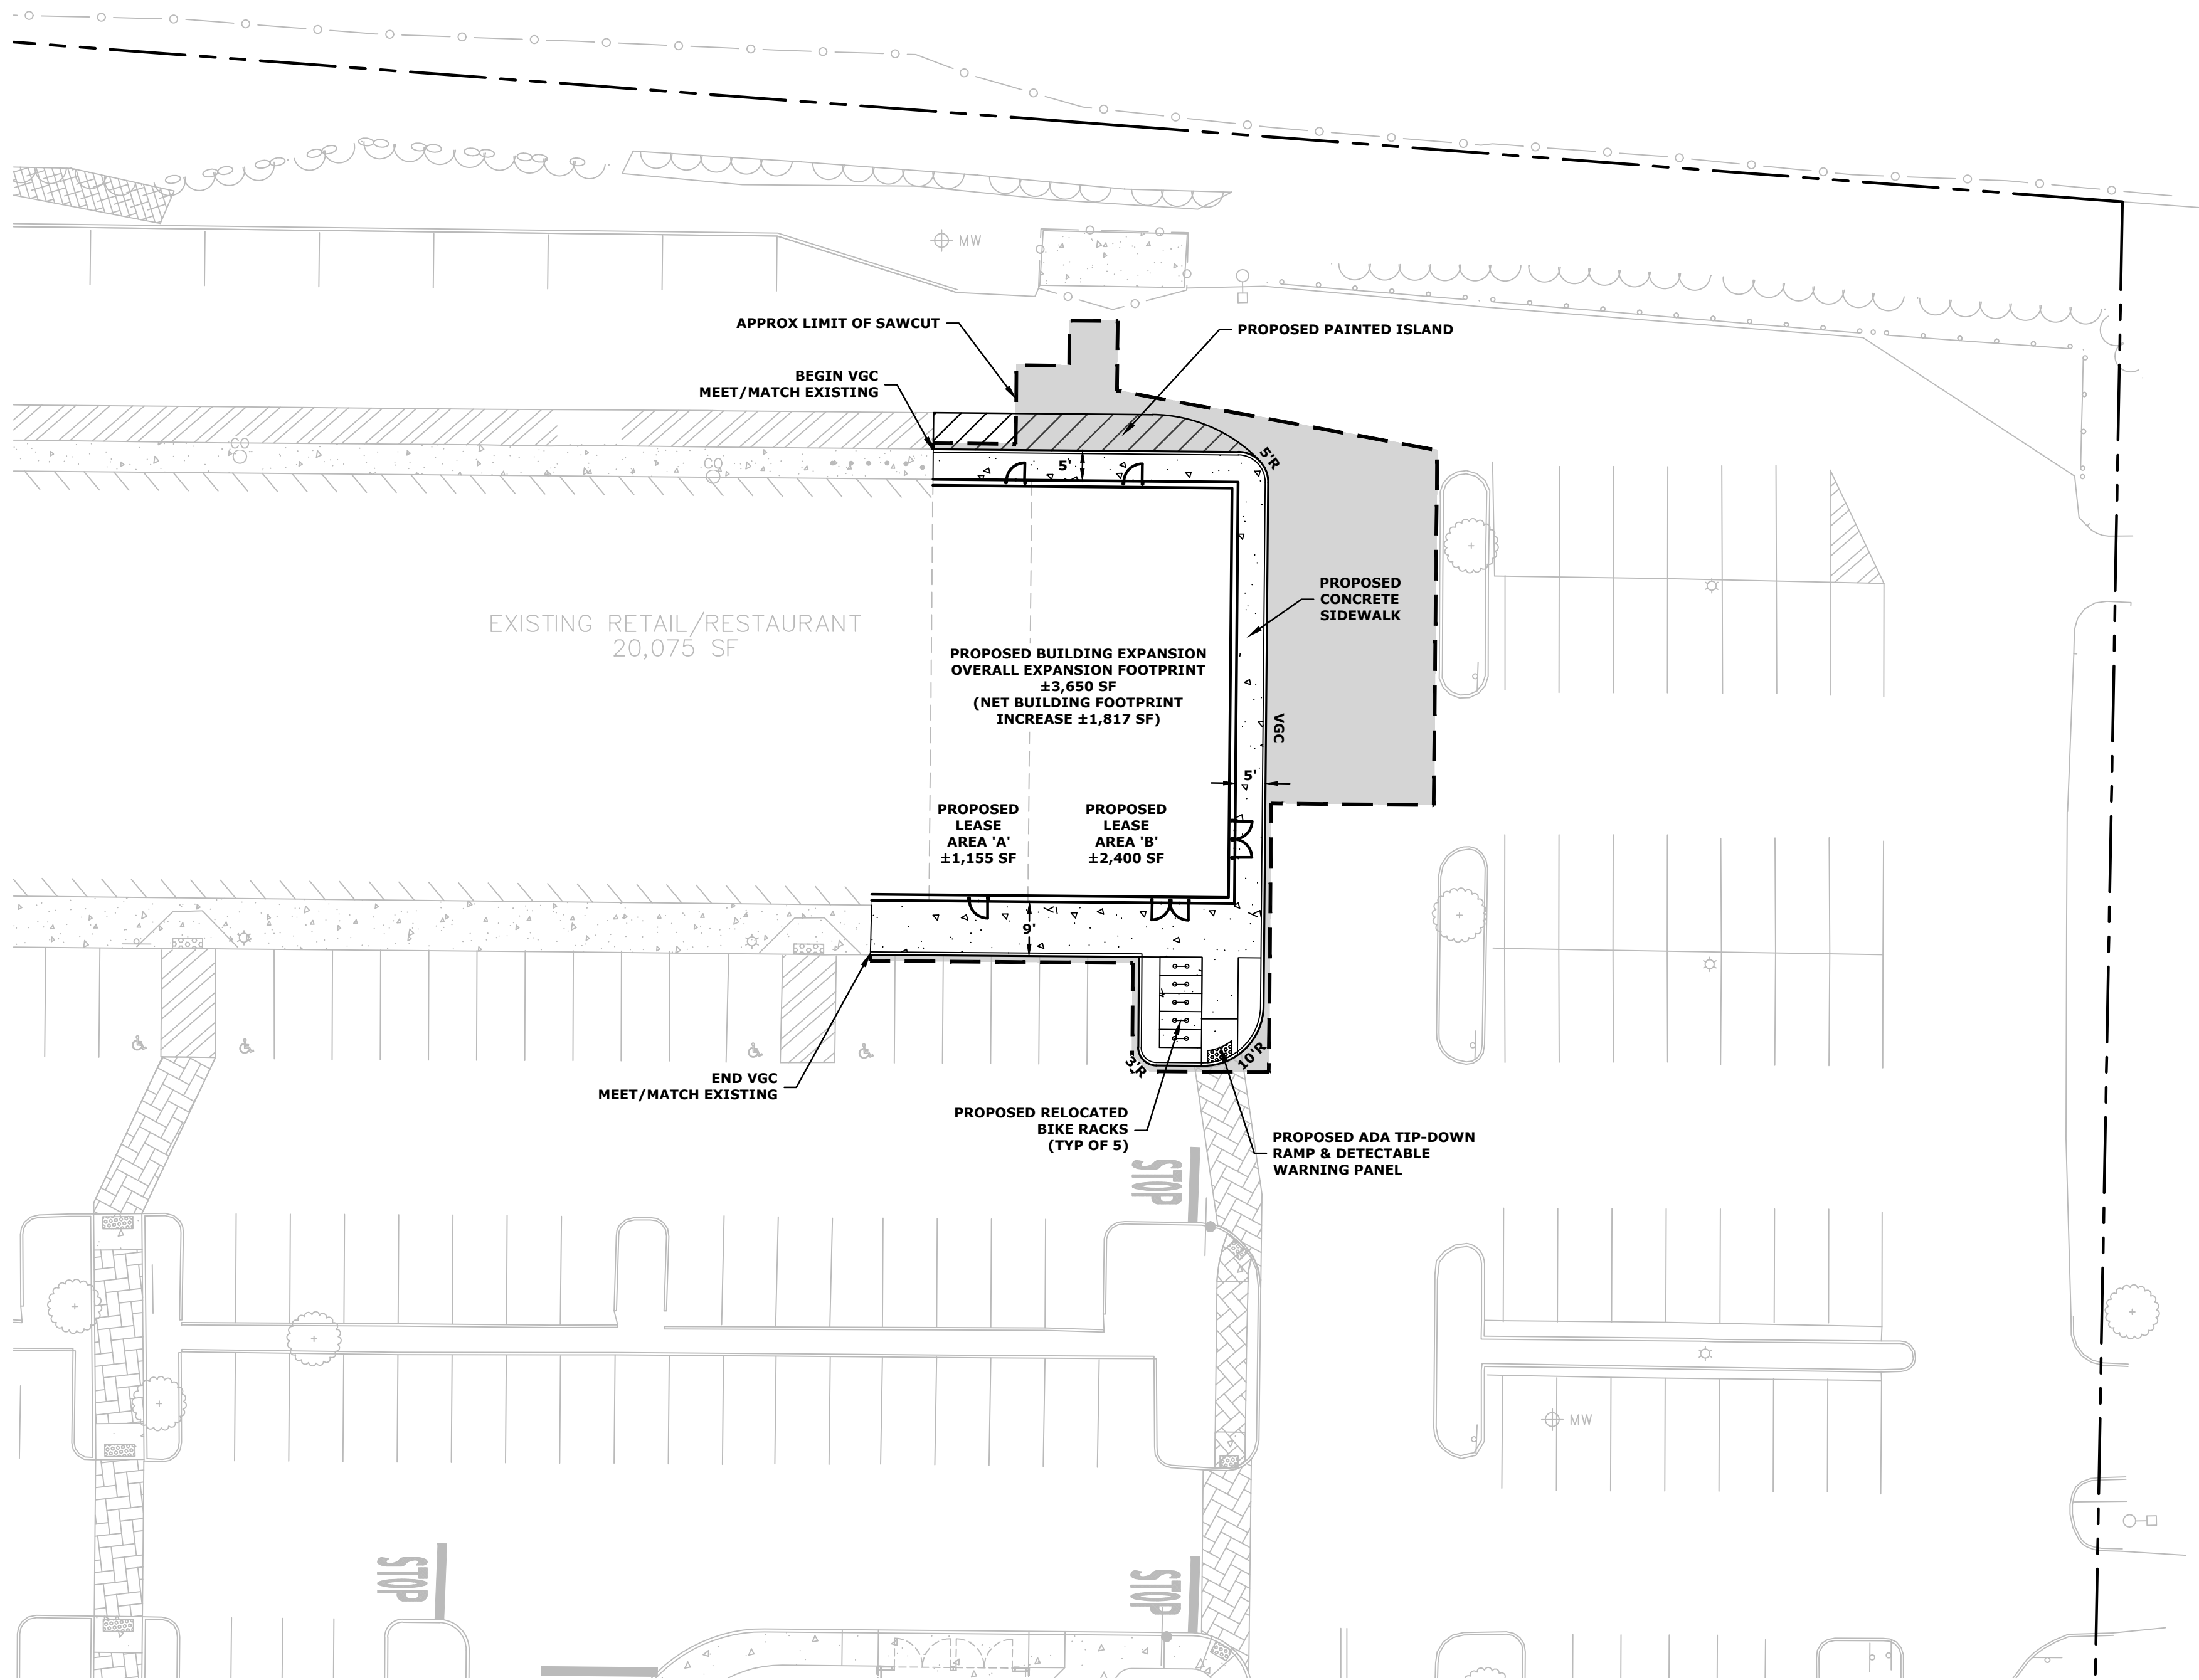 MW
APPROX LIMIT OF SAWCUT
PROPOSED PAINTED ISLAND
BEGIN VGC
MEET/MATCH EXISTING
CO
CO
5'
5'R
EXISTING RETAIL/RESTAURANT
20,075 SF
PROPOSED
CONCRETE
SIDEWALK
PROPOSED BUILDING EXPANSION
OVERALL EXPANSION FOOTPRINT
±3,650 SF
(NET BUILDING FOOTPRINT
INCREASE ±1,817 SF)
VGC
5'
PROPOSED
LEASE
AREA 'A'
±1,155 SF
PROPOSED
LEASE
AREA 'B'
±2,400 SF
9'
3'R
10'R
END VGC
MEET/MATCH EXISTING
PROPOSED RELOCATED
BIKE RACKS
(TYP OF 5)
PROPOSED ADA TIP-DOWN
RAMP & DETECTABLE
WARNING PANEL
STOP
MW
STOP
STOP